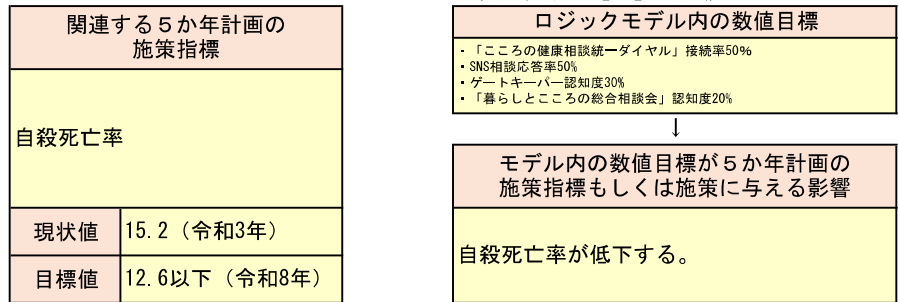 関連する５か年計画の
施策指標
自殺死亡率
現状値
15.2（令和3年）
目標値
12.6以下（令和8年）
ロジックモデル内の数値目標
・「こころの健康相談統一ダイヤル」接続率50%
・SNS相談応答率50%
・ゲートキーパー認知度30%
・「暮らしとこころの総合相談会」認知度20%
↓
モデル内の数値目標が５か年計画の
施策指標もしくは施策に与える影響
自殺死亡率が低下する。